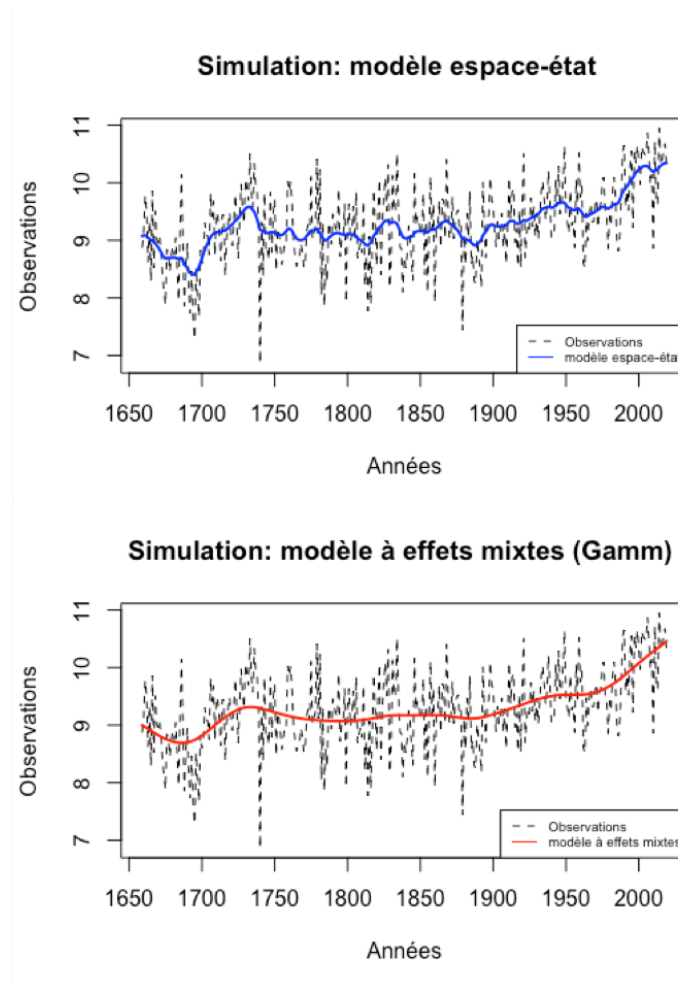 Simulation: modèle espace-état
11
10
9
8
7
Observations
Observations
modèle espace-état
1650 1700 1750 1800 1850 1900 1950 2000
Années
Simulation: modèle à effets mixtes (Gamm)
11
10
9
8
7
Observations
Observations
modèle à effets mixtes
1650 1700 1750 1800 1850 1900 1950 2000
Années